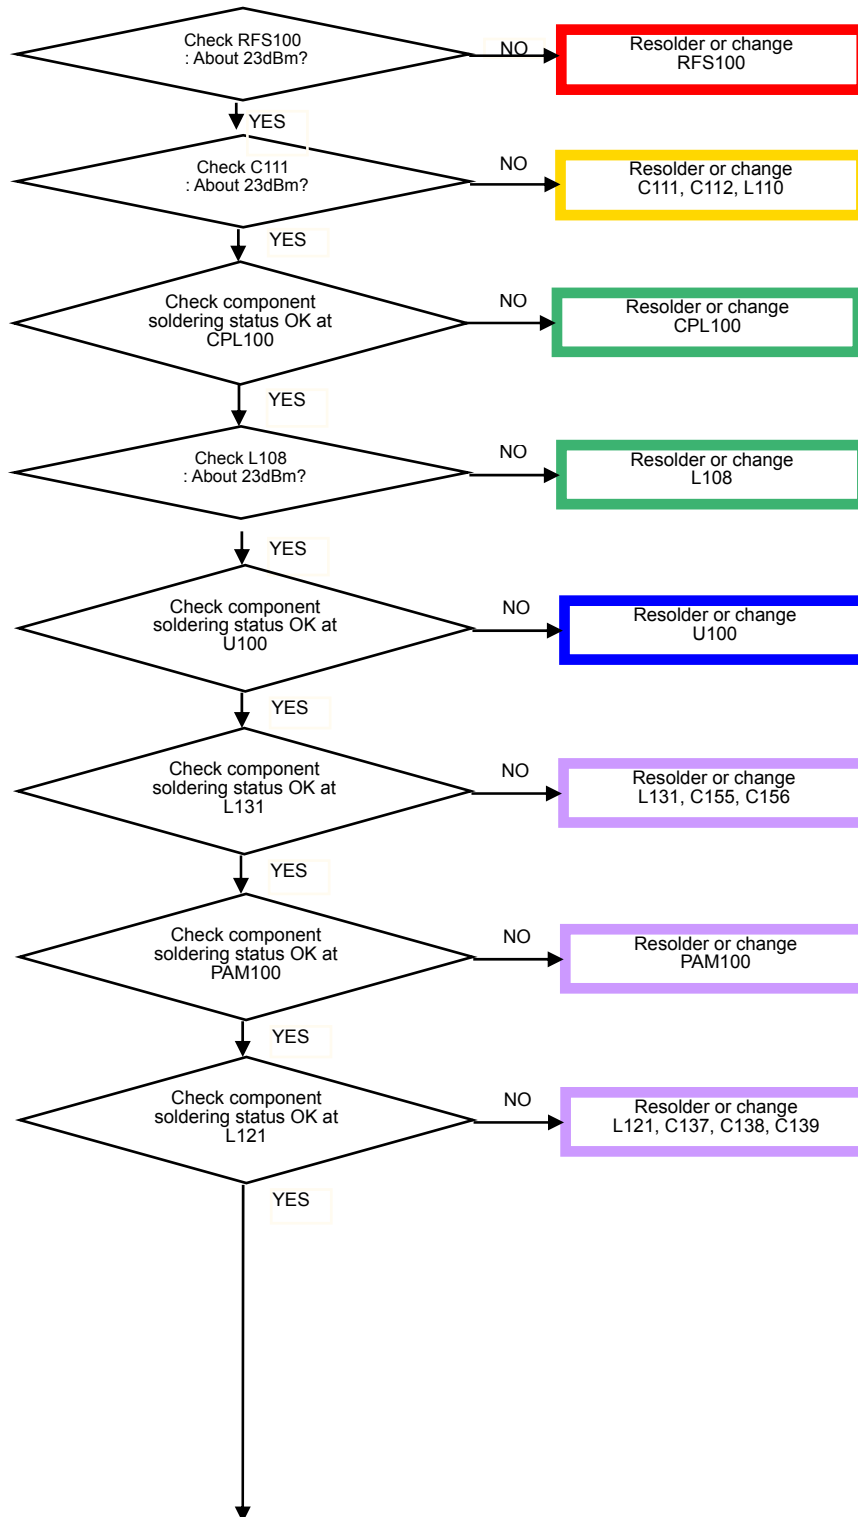 Check RFS100
: About 23dBm?
NO
Resolder or change
RFS100
YES
Check C111
: About 23dBm?
NO
Resolder or change
C111, C112, L110
YES
Check component
soldering status OK at
CPL100
NO
Resolder or change
CPL100
YES
Check L108
: About 23dBm?
NO
Resolder or change
L108
YES
Check component
soldering status OK at
U100
NO
Resolder or change
U100
YES
Check component
soldering status OK at
L131
NO
Resolder or change
L131, C155, C156
YES
Check component
soldering status OK at
PAM100
NO
Resolder or change
PAM100
YES
Check component
soldering status OK at
L121
NO
Resolder or change
L121, C137, C138, C139
YES